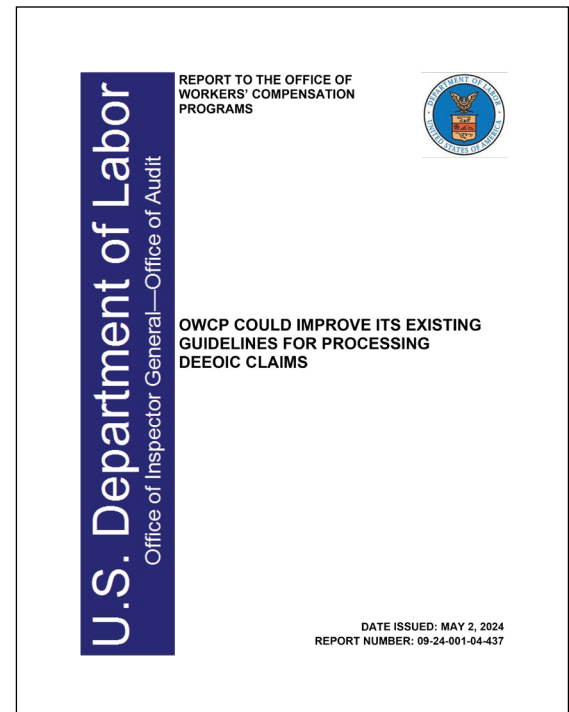 REPORT TO THE OFFICE OF
WORKERS' COMPENSATION
PROGRAMS
DEPARTMENT OF LABOR
UNITED STATES OF AMERICA
U.S. Department of Labor
Office of Inspector General—Office of Audit
OWCP COULD IMPROVE ITS EXISTING
GUIDELINES FOR PROCESSING
DEEOIC CLAIMS
DATE ISSUED: MAY 2, 2024
REPORT NUMBER: 09-24-001-04-437